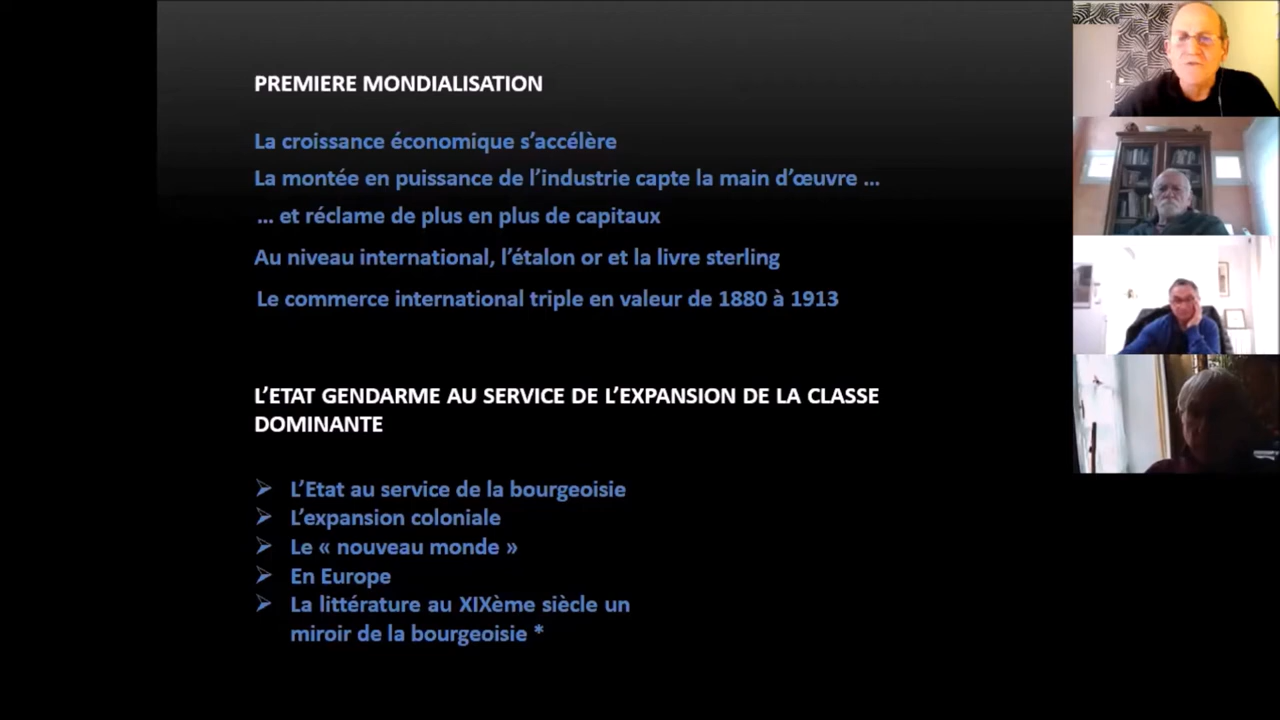 PREMIERE MONDIALISATION
La croissance économique s’accélère
La montée en puissance de l’industrie capte la main d’œuvre …
… et réclame de plus en plus de capitaux
Au niveau international, l’étalon or et la livre sterling
Le commerce international triple en valeur de 1880 à 1913
L’ETAT GENDARME AU SERVICE DE L’EXPANSION DE LA CLASSE
DOMINANTE
➢ L’Etat au service de la bourgeoisie
➢ L’expansion coloniale
➢ Le « nouveau monde »
➢ En Europe
➢ La littérature au XIXème siècle un
miroir de la bourgeoisie *